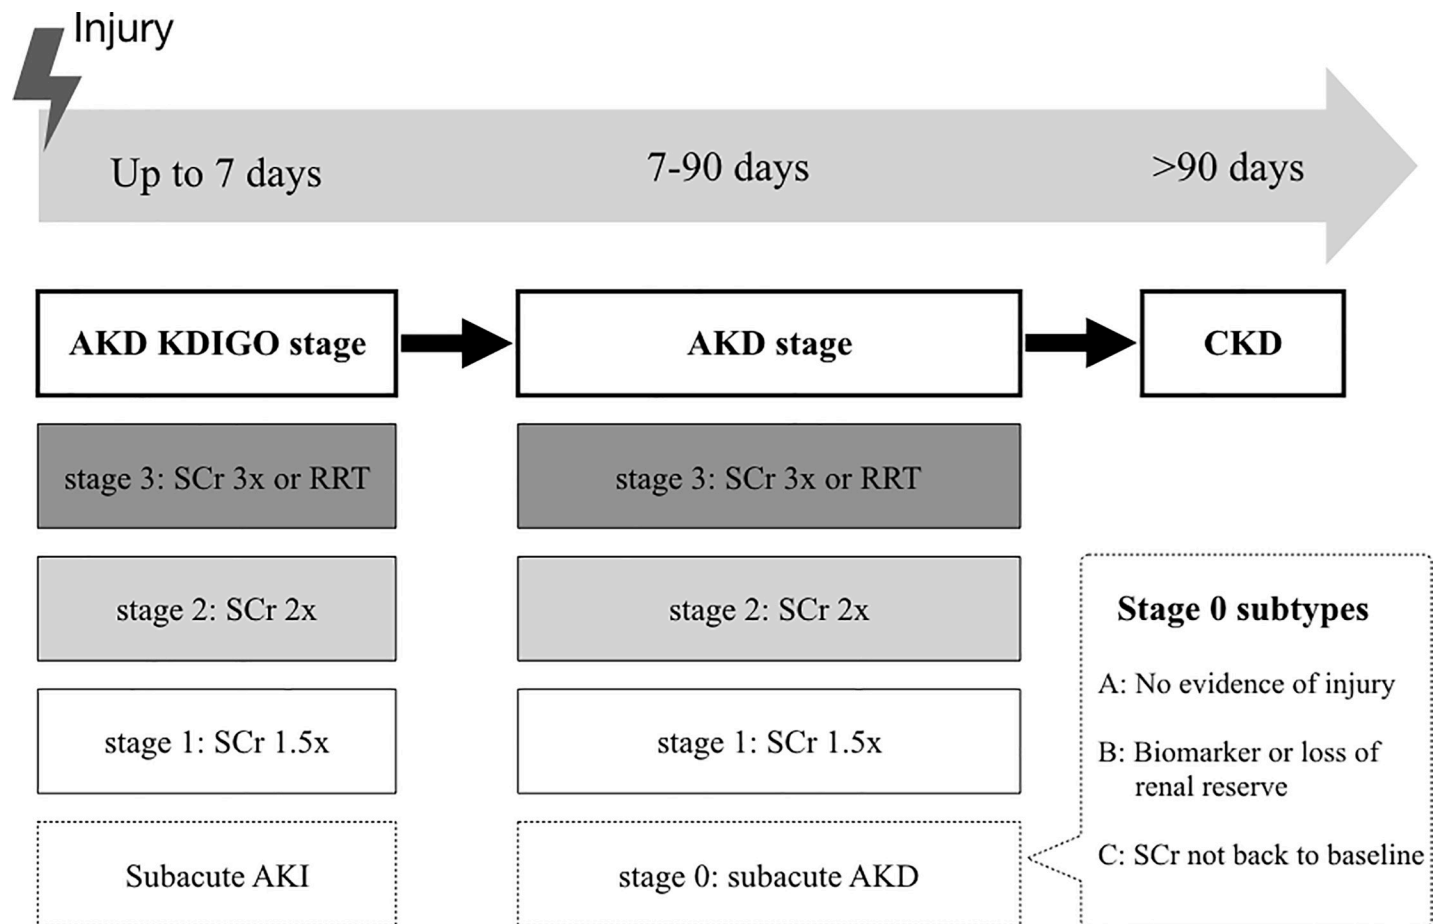 Injury
Up to 7 days
7-90 days
>90 days
AKD KDIGO stage
AKD stage
CKD
stage 3: SCr 3x or RRT
stage 3: SCr 3x or RRT
stage 2: SCr 2x
stage 2: SCr 2x
stage 1: SCr 1.5x
stage 1: SCr 1.5x
Subacute AKI
stage 0: subacute AKD
Stage 0 subtypes
A: No evidence of injury
B: Biomarker or loss of
renal reserve
C: SCr not back to baseline